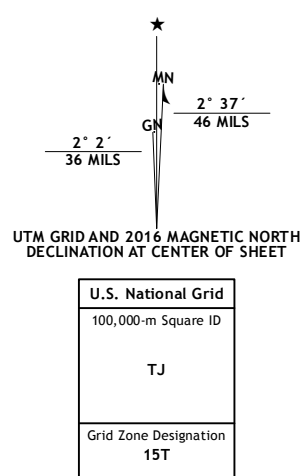 MN
GN
2° 37´
46 MILS
2° 2´
36 MILS
UTM GRID AND 2016 MAGNETIC NORTH
DECLINATION AT CENTER OF SHEET
U.S. National Grid
100,000-m Square ID
TJ
Grid Zone Designation
15T